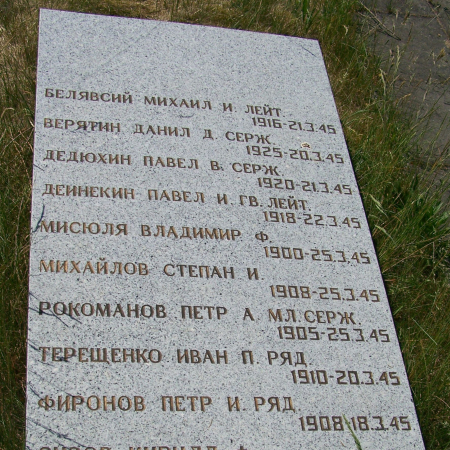 БЕЛЯВСИЙ МИХАИЛ И. ЛЕЙТ.
1916-21.3.45
ВЕРЯТИН ДАНИЛ Д. СЕРЖ.
1925-20.3.45
ДЕДЮХИН ПАВЕЛ В. СЕРЖ.
1920-21.3.45
ДЕИНЕКИН ПАВЕЛ И. ГВ. ЛЕЙТ.
1918-22.3.45
МИСЮЛЯ ВЛАДИМИР Ф.
1900-25.3.45
МИХАЙЛОВ СТЕПАН И.
1908-25.3.45
РОКОМАНОВ ПЕТР А. МЛ. СЕРЖ.
1905-25.3.45
ТЕРЕЩЕНКО ИВАН П. РЯД.
1910-20.3.45
ФИРОНОВ ПЕТР И. РЯД.
1908-18.3.45